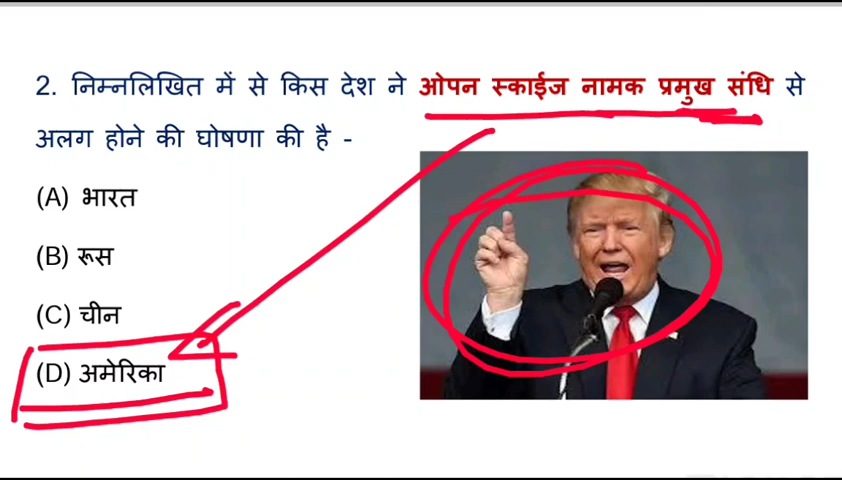 2. निम्नलिखित में से किस देश ने ओपन स्काईज नामक प्रमुख संधि से
अलग होने की घोषणा की है -
(A) भारत
(B) रूस
(C) चीन
(D) अमेरिका